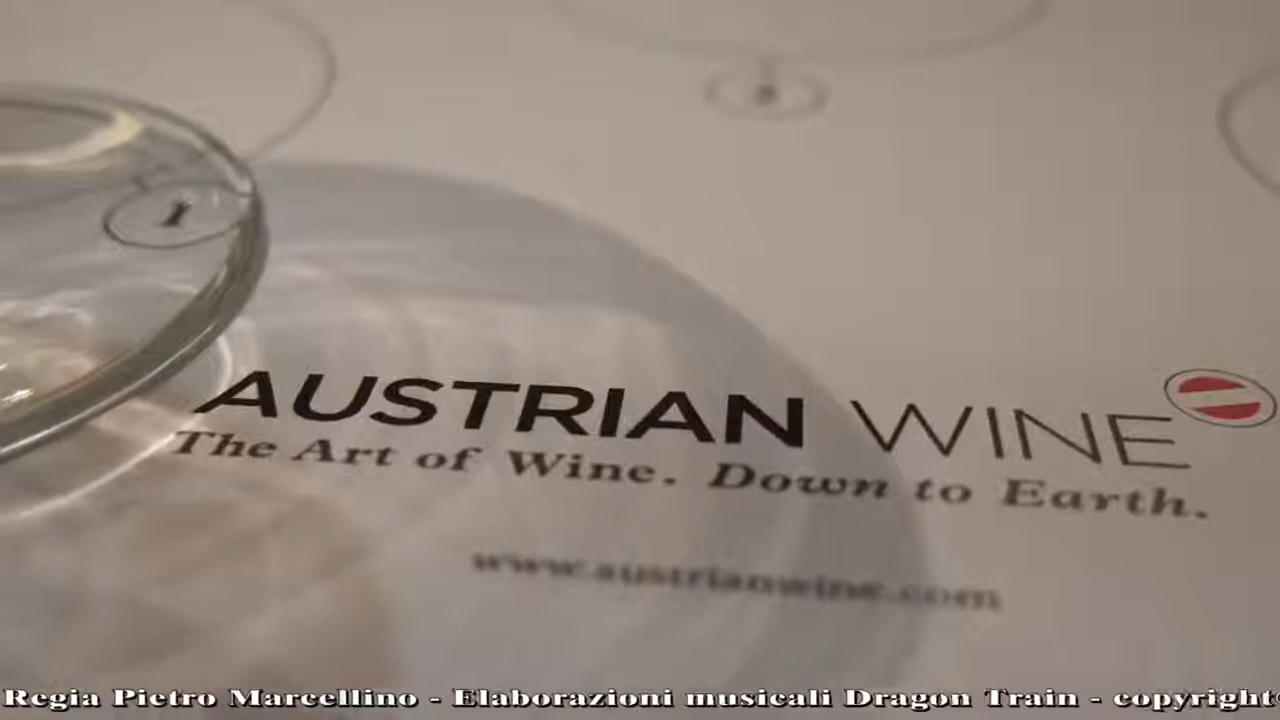 1
AUSTRIAN WINE
The Art of Wine. Down to Earth.
www.austrianwine.com
Regia Pietro Marcellino - Elaborazioni musicali Dragon Train - copyright